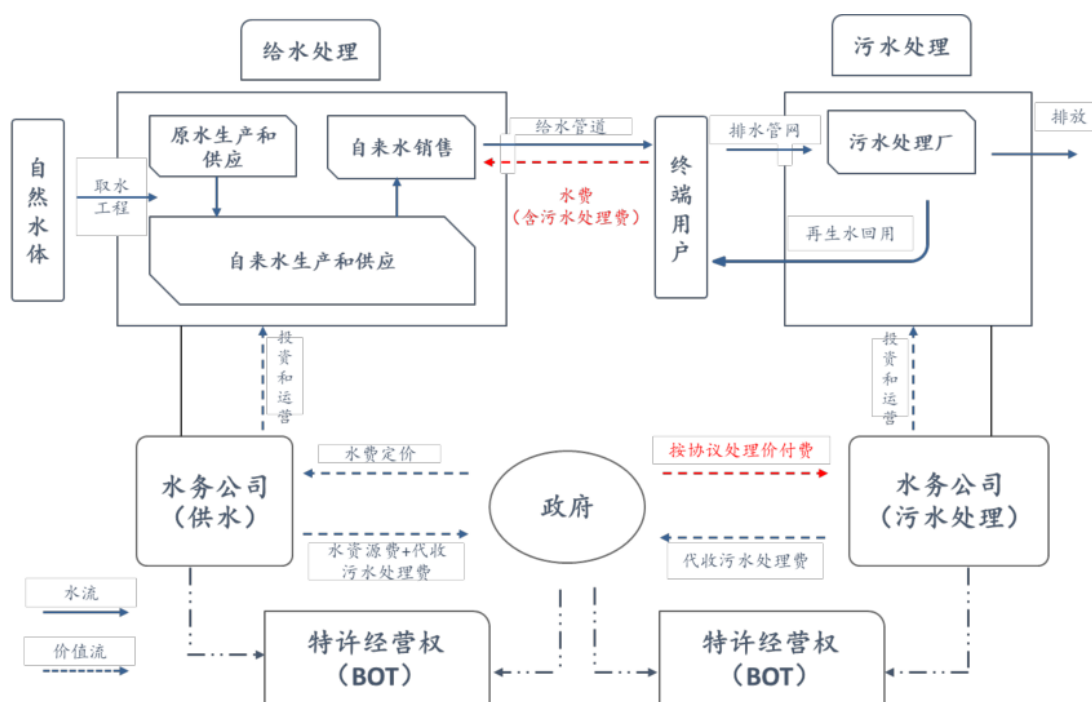 给水处理
污水处理
自然水体
取水
工程
原水生产和
供应
自来水销售
自来水生产和供应
给水管道
水费
（含污水处理费）
终端用户
排水管网
污水处理厂
排放
再生水回用
投资和运营
投资和运营
水务公司
（供水）
水费定价
水资源费+代收
污水处理费
政府
按协议处理价付费
代收污水处理费
水务公司
（污水处理）
水流
价值流
特许经营权
（BOT）
特许经营权
（BOT）